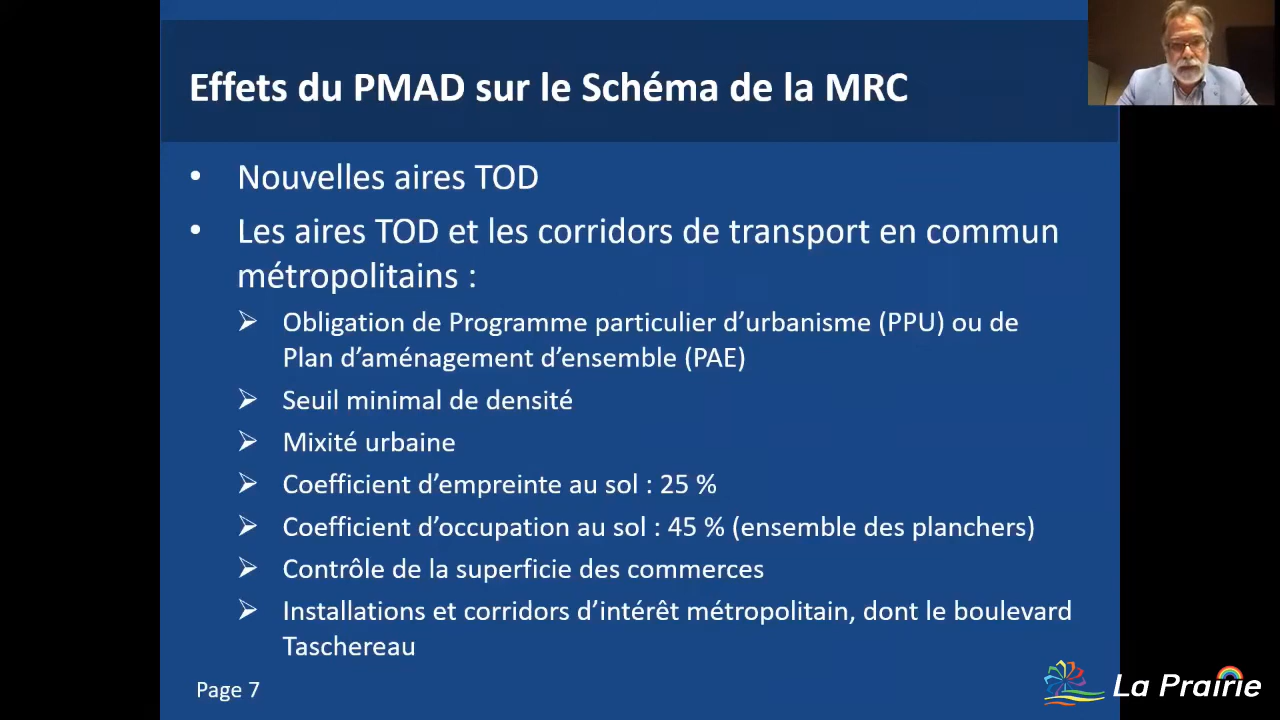 Effets du PMAD sur le Schéma de la MRC
• Nouvelles aires TOD
• Les aires TOD et les corridors de transport en commun
métropolitains :
➢ Obligation de Programme particulier d’urbanisme (PPU) ou de
Plan d’aménagement d’ensemble (PAE)
➢ Seuil minimal de densité
➢ Mixité urbaine
➢ Coefficient d’empreinte au sol : 25 %
➢ Coefficient d’occupation au sol : 45 % (ensemble des planchers)
➢ Contrôle de la superficie des commerces
➢ Installations et corridors d’intérêt métropolitain, dont le boulevard
Taschereau
Page 7
La Prairie